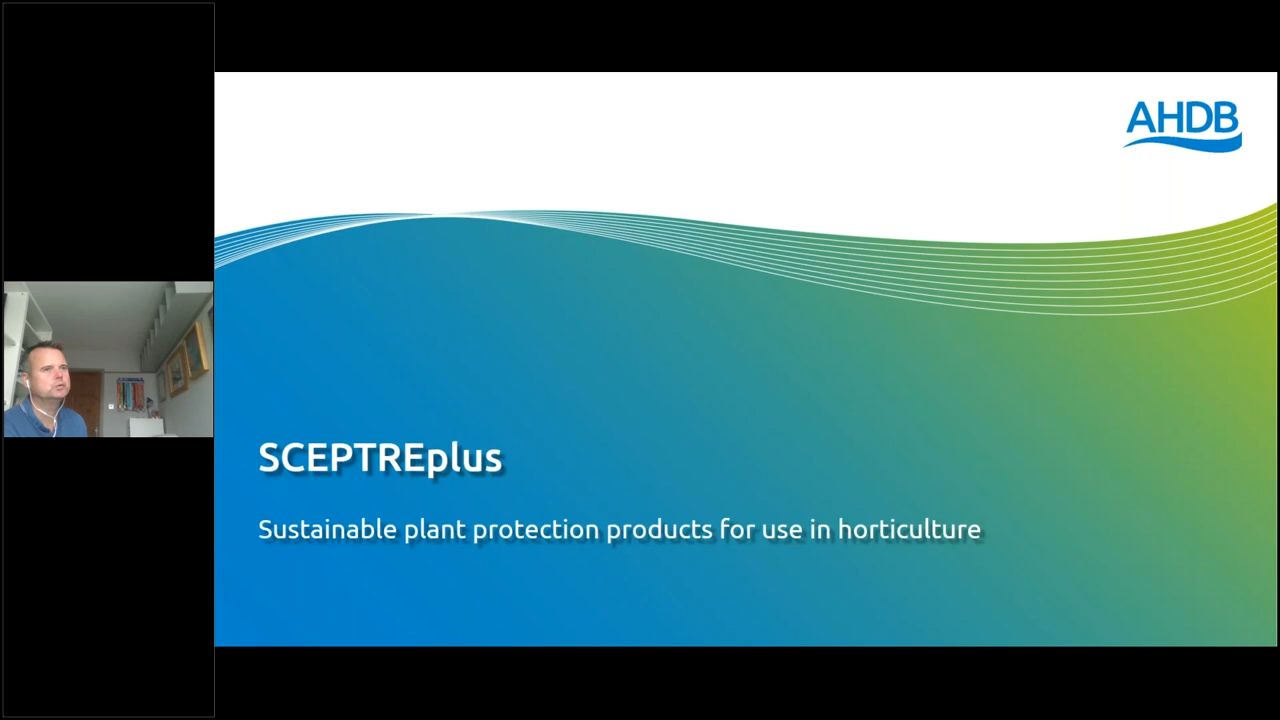 AHDB
SCEPTREplus
Sustainable plant protection products for use in horticulture